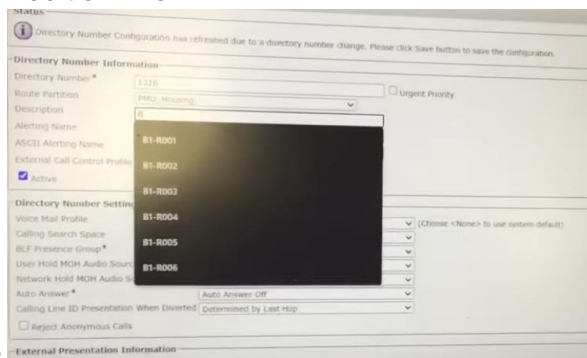 Status
Directory Number Configuration has refreshed due to a directory number change. Please click Save button to save the configuration.
Directory Number Information
Directory Number*
1316
Urgent Priority
Route Partition
PMU_Housing
Description
B
Alerting Name
ASCII Alerting Name
External Call Control Profile
Active
B1-R001
B1-R002
B1-R003
B1-R004
B1-R005
B1-R006
Directory Number Setting
Voice Mail Profile
(Choose <None> to use system default)
Calling Search Space
BLF Presence Group*
User Hold MOH Audio Sourc
Network Hold MOH Audio S
Auto Answer*
Auto Answer Off
Calling Line ID Presentation When Diverted
Determined by Last Hop
Reject Anonymous Calls
External Presentation Information